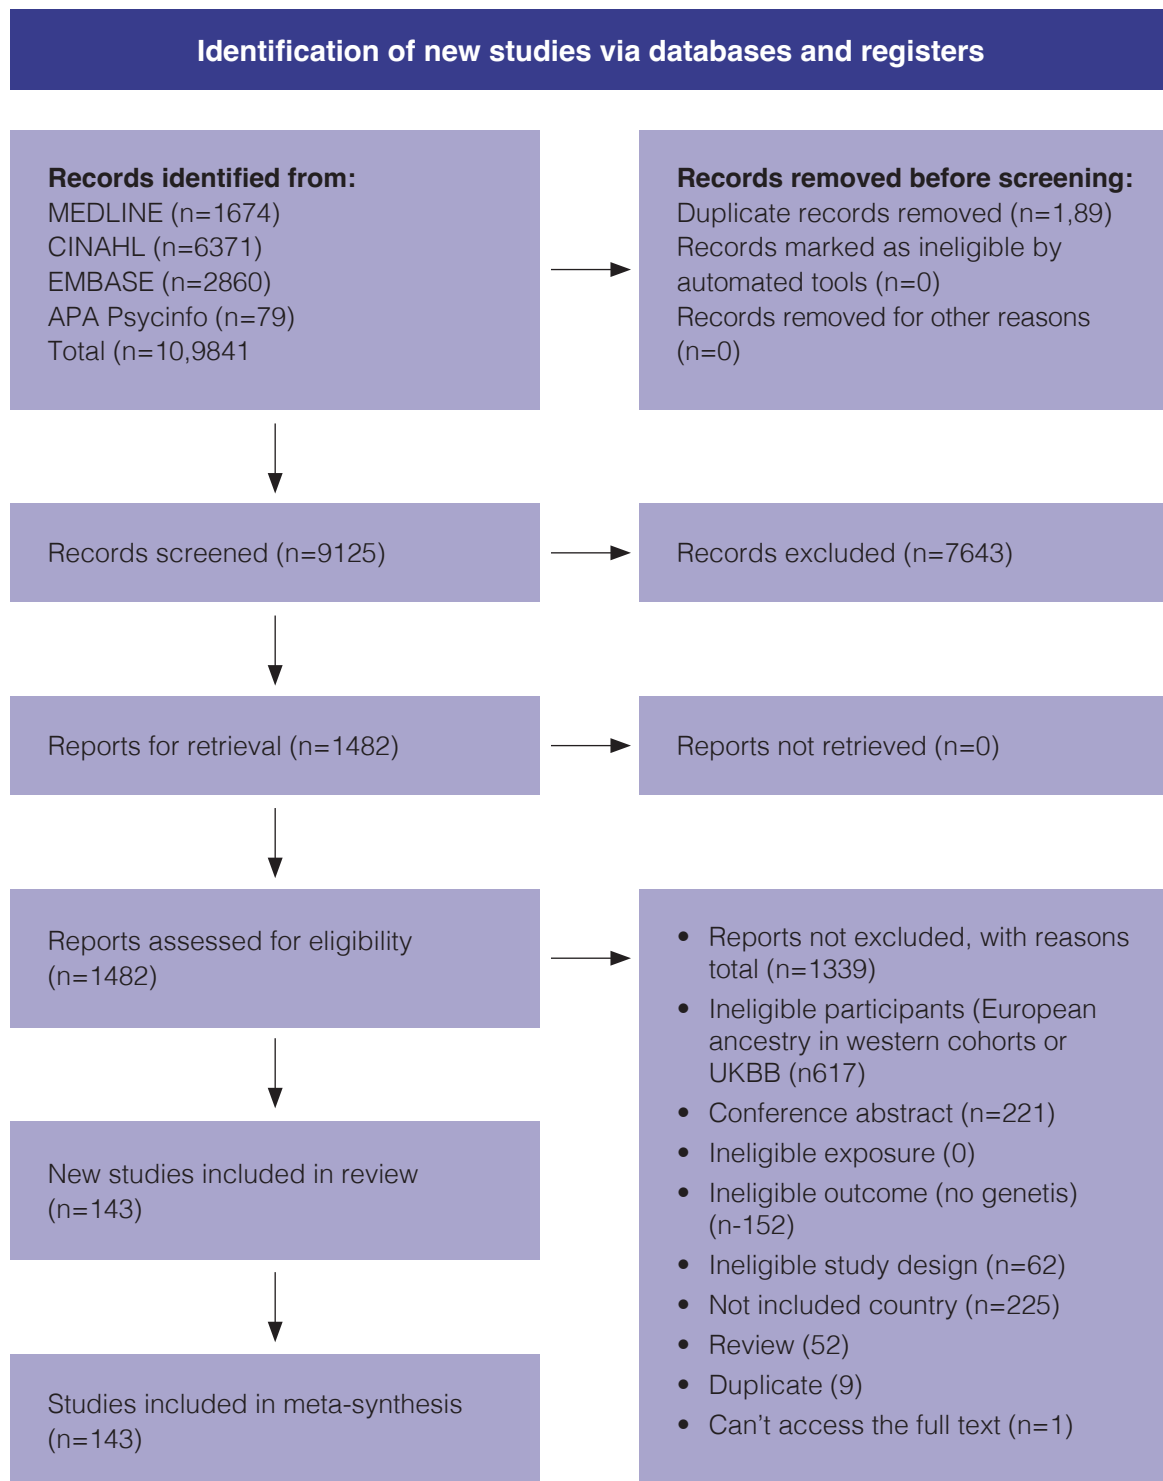 Identification of new studies via databases and registers
Records identified from:
MEDLINE (n=1674)
CINAHL (n=6371)
EMBASE (n=2860)
APA Psycinfo (n=79)
Total (n=10,9841
Records removed before screening:
Duplicate records removed (n=1,89)
Records marked as ineligible by
automated tools (n=0)
Records removed for other reasons
(n=0)
Records screened (n=9125)
Records excluded (n=7643)
Reports for retrieval (n=1482)
Reports not retrieved (n=0)
Reports assessed for eligibility
(n=1482)
• Reports not excluded, with reasons
total (n=1339)
• Ineligible participants (European
ancestry in western cohorts or
UKBB (n617)
• Conference abstract (n=221)
• Ineligible exposure (0)
• Ineligible outcome (no genetis)
(n-152)
• Ineligible study design (n=62)
• Not included country (n=225)
• Review (52)
• Duplicate (9)
• Can't access the full text (n=1)
New studies included in review
(n=143)
Studies included in meta-synthesis
(n=143)